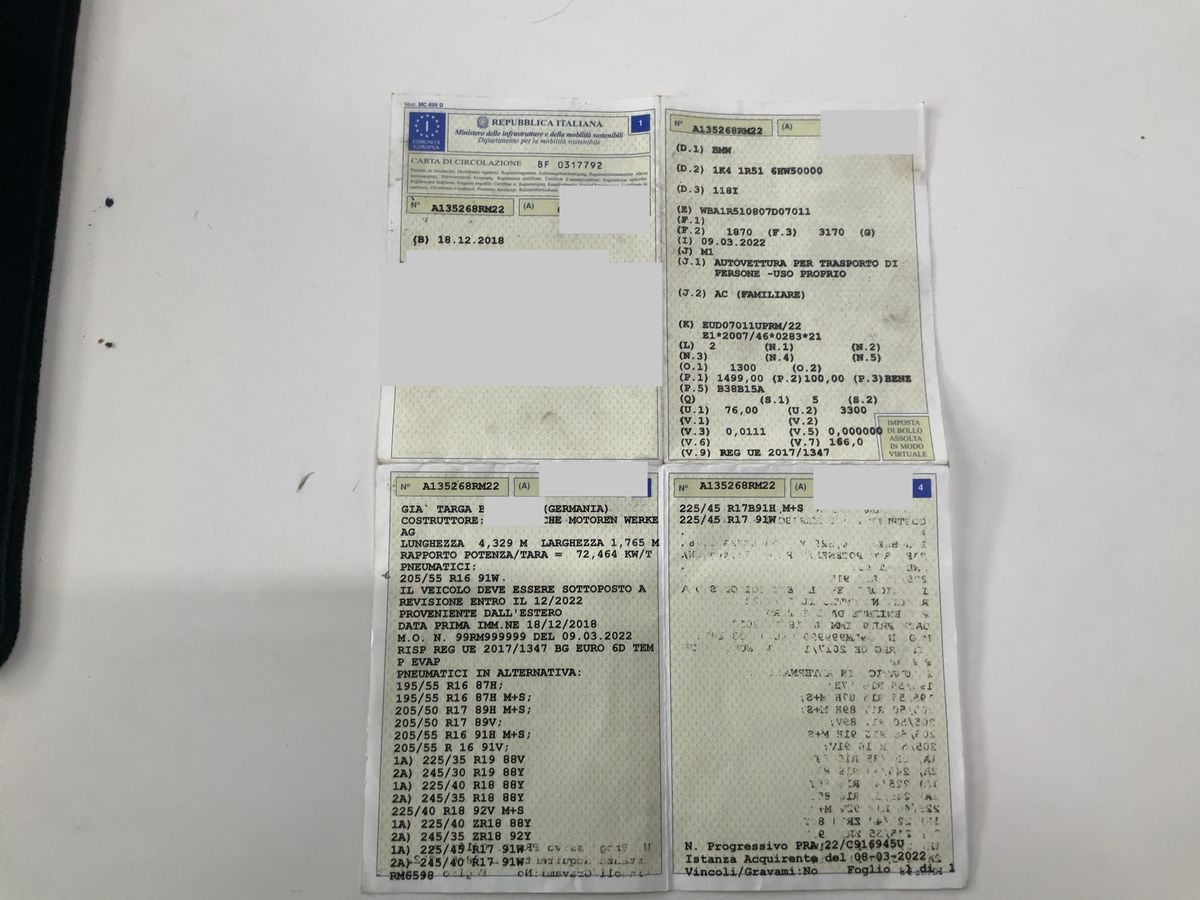 Mod. MC 820 D
I
COMUNITÀ
EUROPEA
REPUBBLICA ITALIANA
Ministero delle infrastrutture e della mobilità sostenibili
Dipartimento per la mobilità sostenibile
1
CARTA DI CIRCOLAZIONE BF 0317792
N° A135268RM22 (A)
(B) 18.12.2018
N° A135268RM22 (A)
(D.1) BMW
(D.2) 1K4 1R51 6HW50000
(D.3) 118I
(E) WBA1R510807D07011
(F.1)
(F.2) 1870 (F.3) 3170 (G)
(I) 09.03.2022
(J) M1
(J.1) AUTOVETTURA PER TRASPORTO DI
PERSONE -USO PROPRIO
(J.2) AC (FAMILIARE)
(K) EUD07011UPRM/22
E1*2007/46*0283*21
(L) 2 (N.1) (N.2)
(N.3) (N.4) (N.5)
(O.1) 1300 (O.2)
(P.1) 1499,00 (P.2)100,00 (P.3)BENZ
(P.5) B38B15A
(Q) (S.1) 5 (S.2)
(U.1) 76,00 (U.2) 3300
(V.1) (V.2)
(V.3) 0,0111 (V.5) 0,000000
(V.6) (V.7) 166,0
(V.9) REG UE 2017/1347
IMPOSTA
DI BOLLO
ASSOLTA
IN MODO
VIRTUALE
N° A135268RM22 (A)
GIA` TARGA (GERMANIA)
COSTRUTTORE: CHE MOTOREN WERKE
AG
LUNGHEZZA 4,329 M LARGHEZZA 1,765 M
RAPPORTO POTENZA/TARA = 72,464 KW/T
PNEUMATICI:
205/55 R16 91W.
IL VEICOLO DEVE ESSERE SOTTOPOSTO A
REVISIONE ENTRO IL 12/2022
PROVENIENTE DALL'ESTERO
DATA PRIMA IMM.NE 18/12/2018
M.O. N. 99RM999999 DEL 09.03.2022
RISP REG UE 2017/1347 BG EURO 6D TEM
P EVAP
PNEUMATICI IN ALTERNATIVA:
195/55 R16 87H;
195/55 R16 87H M+S;
205/50 R17 89H M+S;
205/50 R17 89V;
205/55 R16 91H M+S;
205/55 R 16 91V;
1A) 225/35 R19 88V
2A) 245/30 R19 88Y
1A) 225/40 R18 88Y
2A) 245/35 R18 88Y
225/40 R18 92V M+S
1A) 225/40 ZR18 88Y
2A) 245/35 ZR18 92Y
1A) 225/45 R17 91W
2A) 245/40 R17 91W
RM6598
N° A135268RM22 (A)
4
225/45 R17B91H M+S
225/45 R17 91W
N. Progressivo PRA 22/C916945U
Istanza Acquirente del 08-03-2022
Vincoli/Gravami:No Foglio 1 di 1